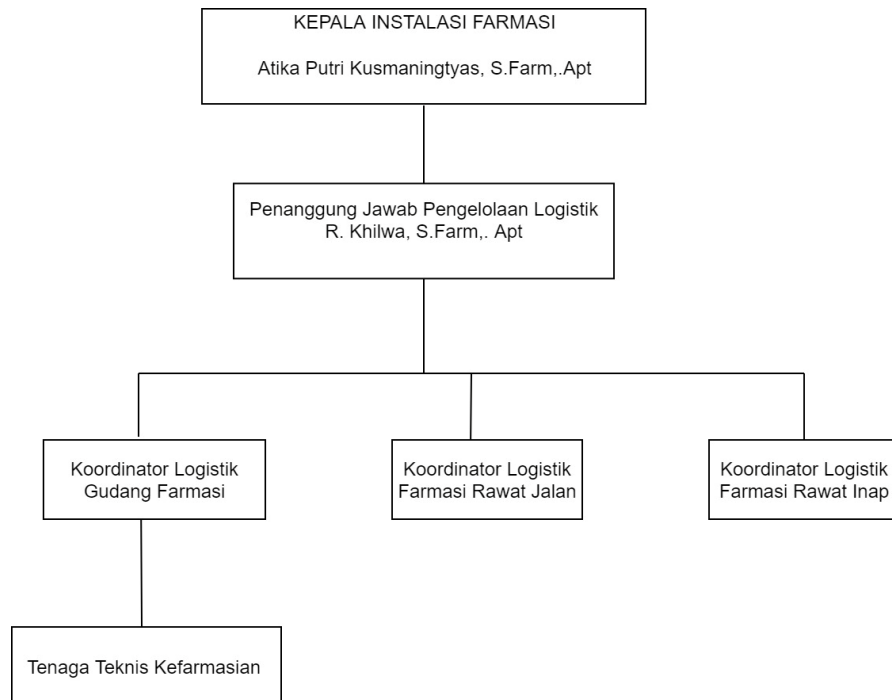 KEPALA INSTALASI FARMASI
Atika Putri Kusmaningtyas, S.Farm,.Apt
Penanggung Jawab Pengelolaan Logistik
R. Khilwa, S.Farm,. Apt
Koordinator Logistik
Gudang Farmasi
Koordinator Logistik
Farmasi Rawat Jalan
Koordinator Logistik
Farmasi Rawat Inap
Tenaga Teknis Kefarmasian